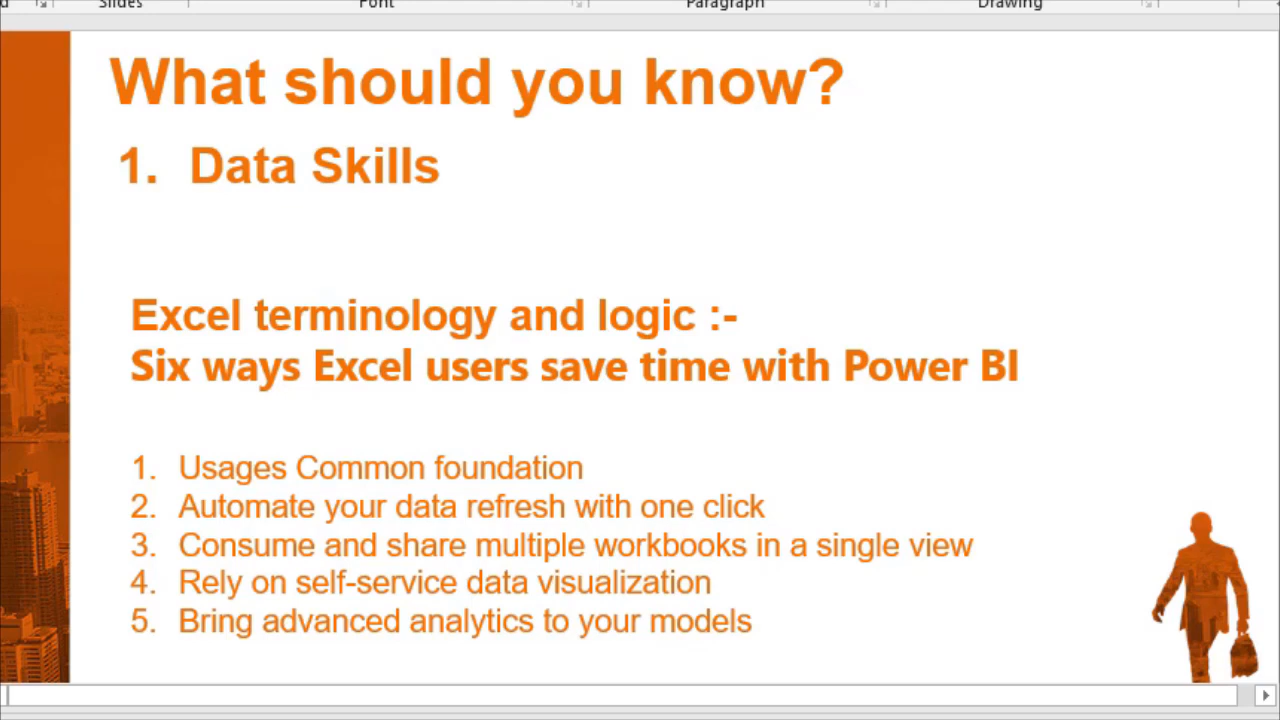 Slides Font Paragraph Drawing
What should you know?
1. Data Skills
Excel terminology and logic :-
Six ways Excel users save time with Power BI
1. Usages Common foundation
2. Automate your data refresh with one click
3. Consume and share multiple workbooks in a single view
4. Rely on self-service data visualization
5. Bring advanced analytics to your models